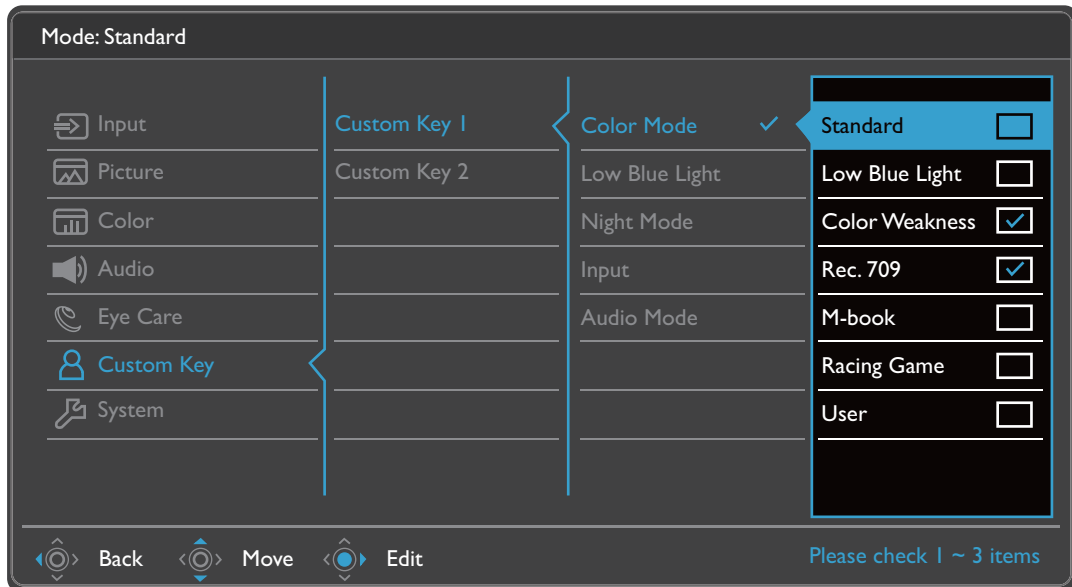 Mode: Standard
Input
Picture
Color
Audio
Eye Care
Custom Key
System
Custom Key 1
Custom Key 2
Color Mode
Low Blue Light
Night Mode
Input
Audio Mode
Standard
Low Blue Light
Color Weakness
Rec. 709
M-book
Racing Game
User
Back Move Edit
Please check 1 ~ 3 items